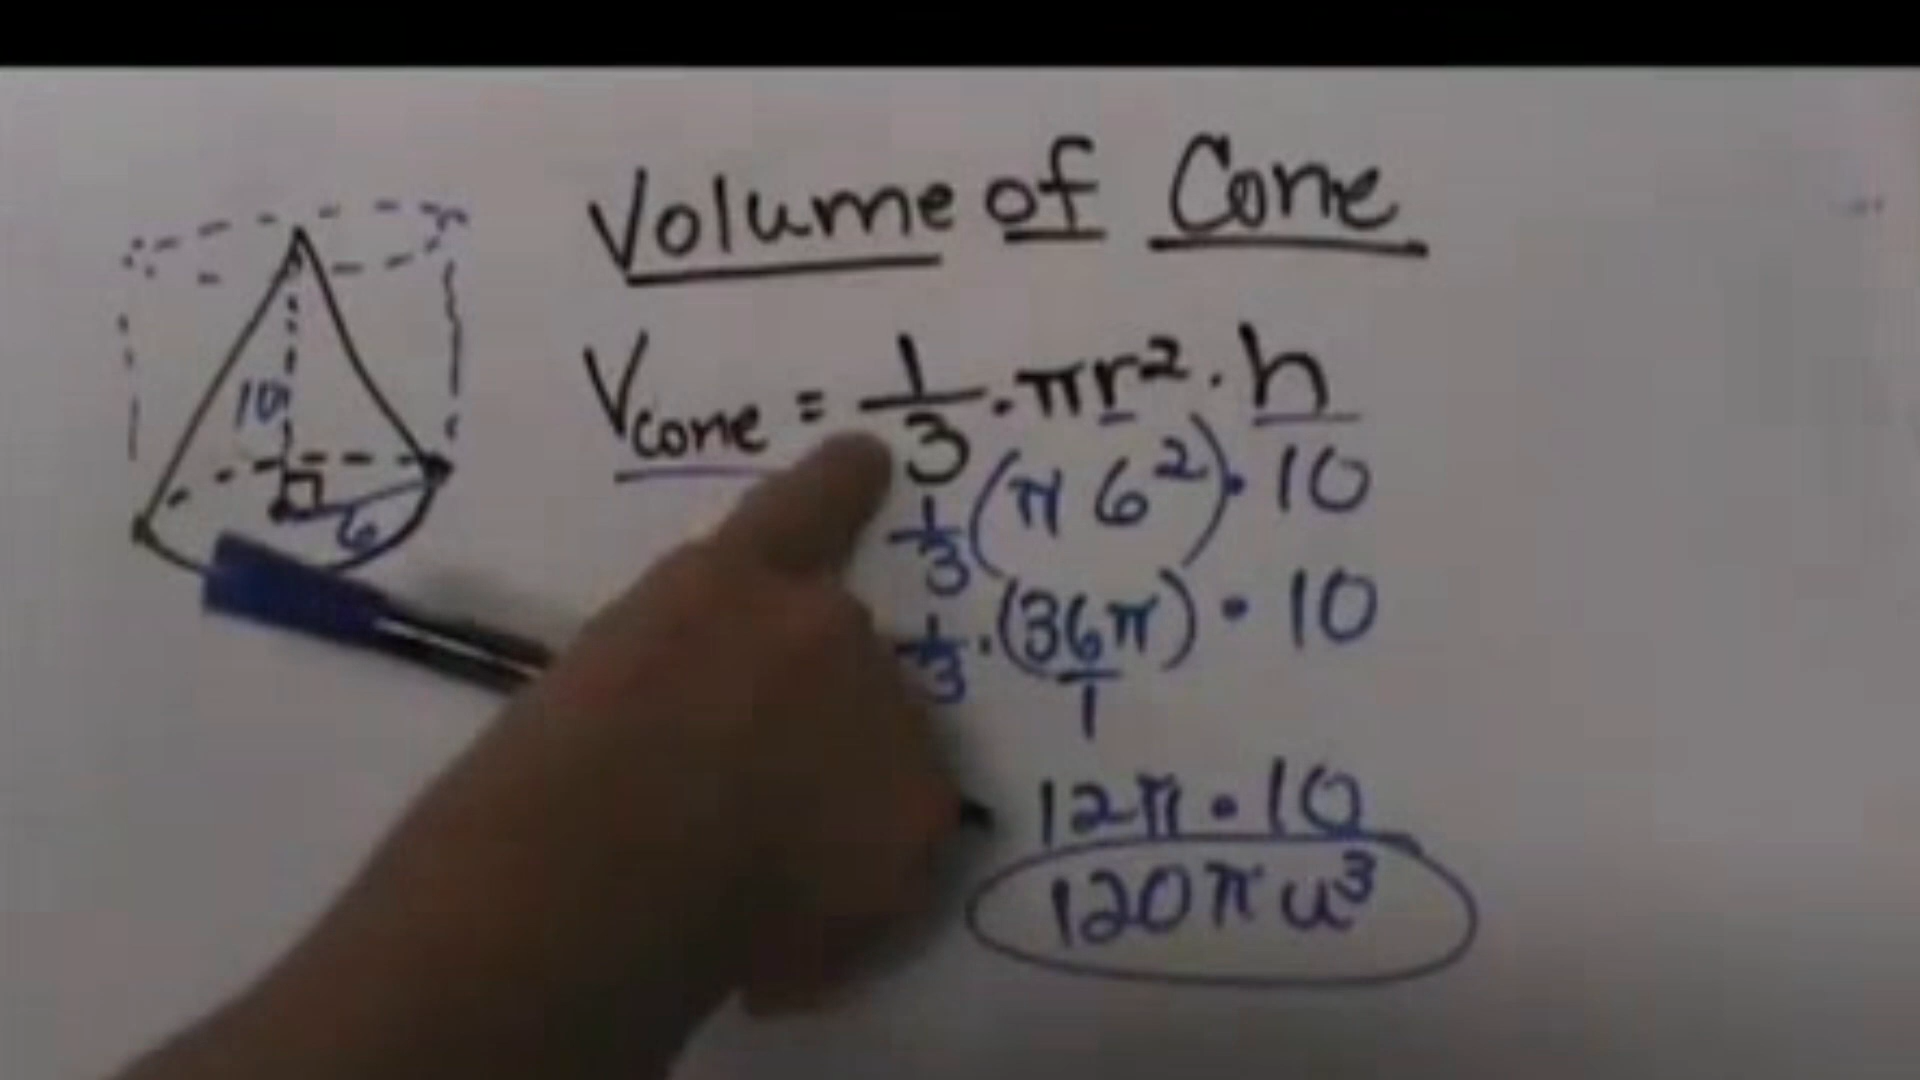 Volume of Cone
V cone = 1/3 · πr² · h
1/3 (π 6²) · 10
1/3 · (36π)/1 · 10
12π · 10
120π u³
10
6